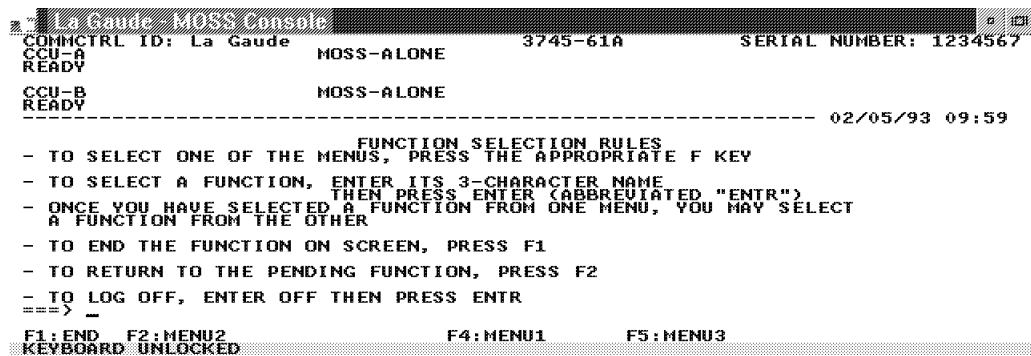 La Gaude - MOSS Console
COMMCTRL ID: La Gaude 3745-61A SERIAL NUMBER: 1234567
CCU-A MOSS-ALONE
READY
CCU-B MOSS-ALONE
READY
---------------------------------------------------------------- 02/05/93 09:59
FUNCTION SELECTION RULES
- TO SELECT ONE OF THE MENUS, PRESS THE APPROPRIATE F KEY
- TO SELECT A FUNCTION, ENTER ITS 3-CHARACTER NAME
THEN PRESS ENTER (ABBREVIATED "ENTR")
- ONCE YOU HAVE SELECTED A FUNCTION FROM ONE MENU, YOU MAY SELECT
A FUNCTION FROM THE OTHER
- TO END THE FUNCTION ON SCREEN, PRESS F1
- TO RETURN TO THE PENDING FUNCTION, PRESS F2
- TO LOG OFF, ENTER OFF THEN PRESS ENTR
===> _
F1:END F2:MENU2 F4:MENU1 F5:MENU3
KEYBOARD UNLOCKED